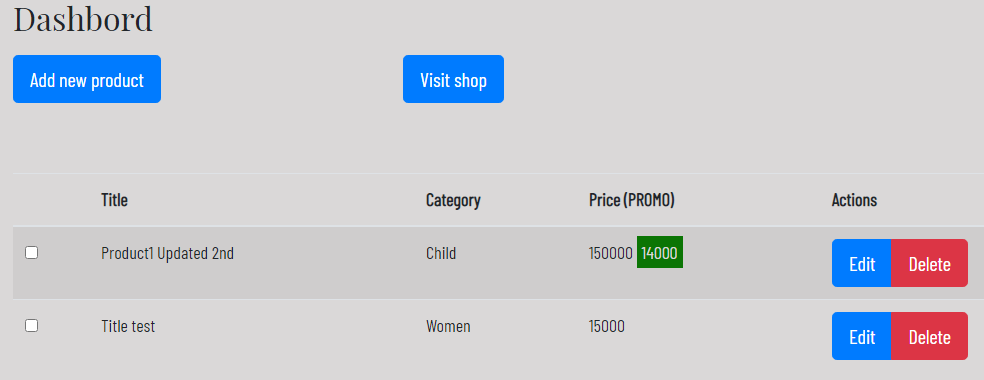 Dashbord
Add new product Visit shop
Title Category Price (PROMO) Actions
Product1 Updated 2nd Child 150000 14000 Edit Delete
Title test Women 15000 Edit Delete